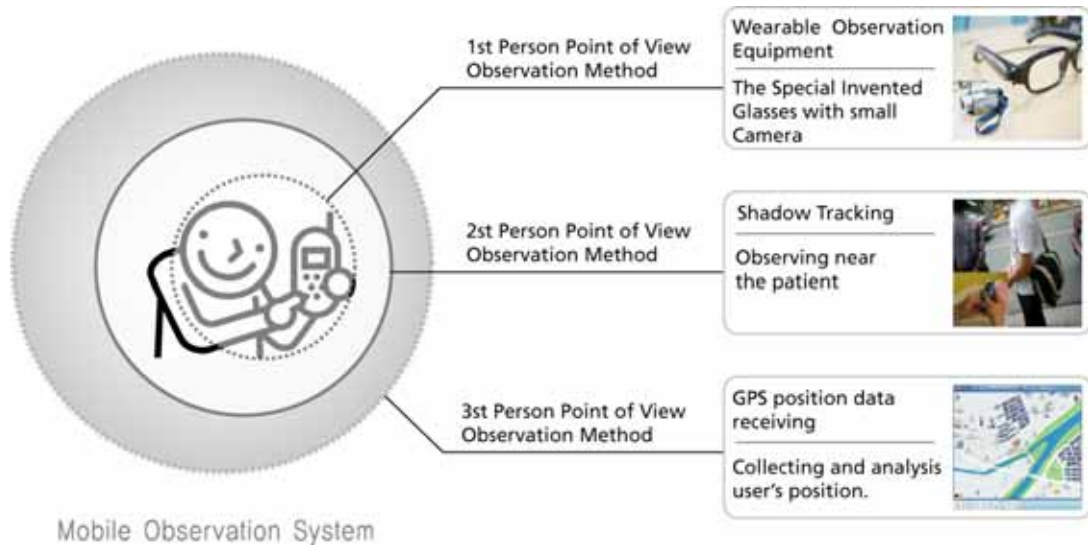 1st Person Point of View
Observation Method
Wearable Observation
Equipment
The Special Invented
Glasses with small
Camera
2st Person Point of View
Observation Method
Shadow Tracking
Observing near
the patient
3st Person Point of View
Observation Method
GPS position data
receiving
Collecting and analysis
user's position.
Mobile Observation System